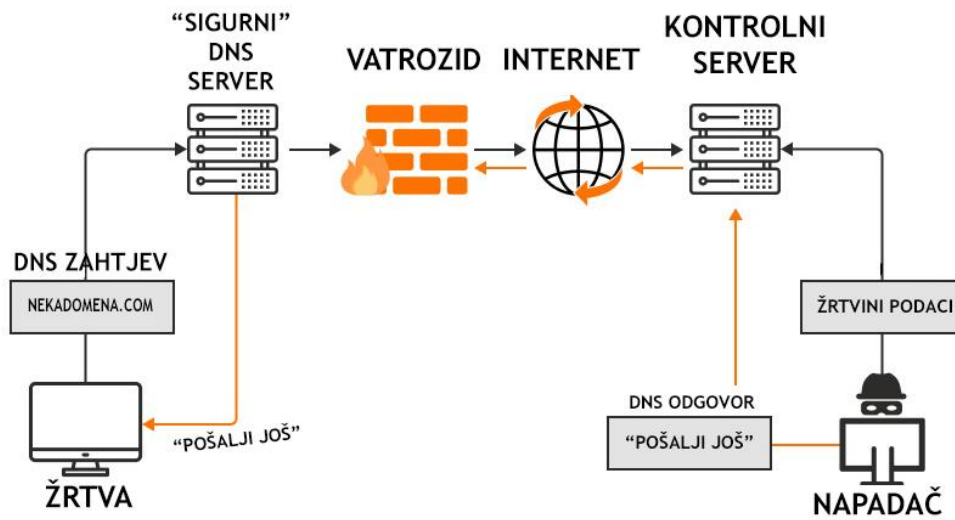 “SIGURNI”
DNS
SERVER
VATROZID
INTERNET
KONTROLNI
SERVER
DNS ZAHTJEV
NEKADOMENA.COM
ŽRTVINI PODACI
“POŠALJI JOŠ”
DNS ODGOVOR
“POŠALJI JOŠ”
ŽRTVA
NAPADAČ